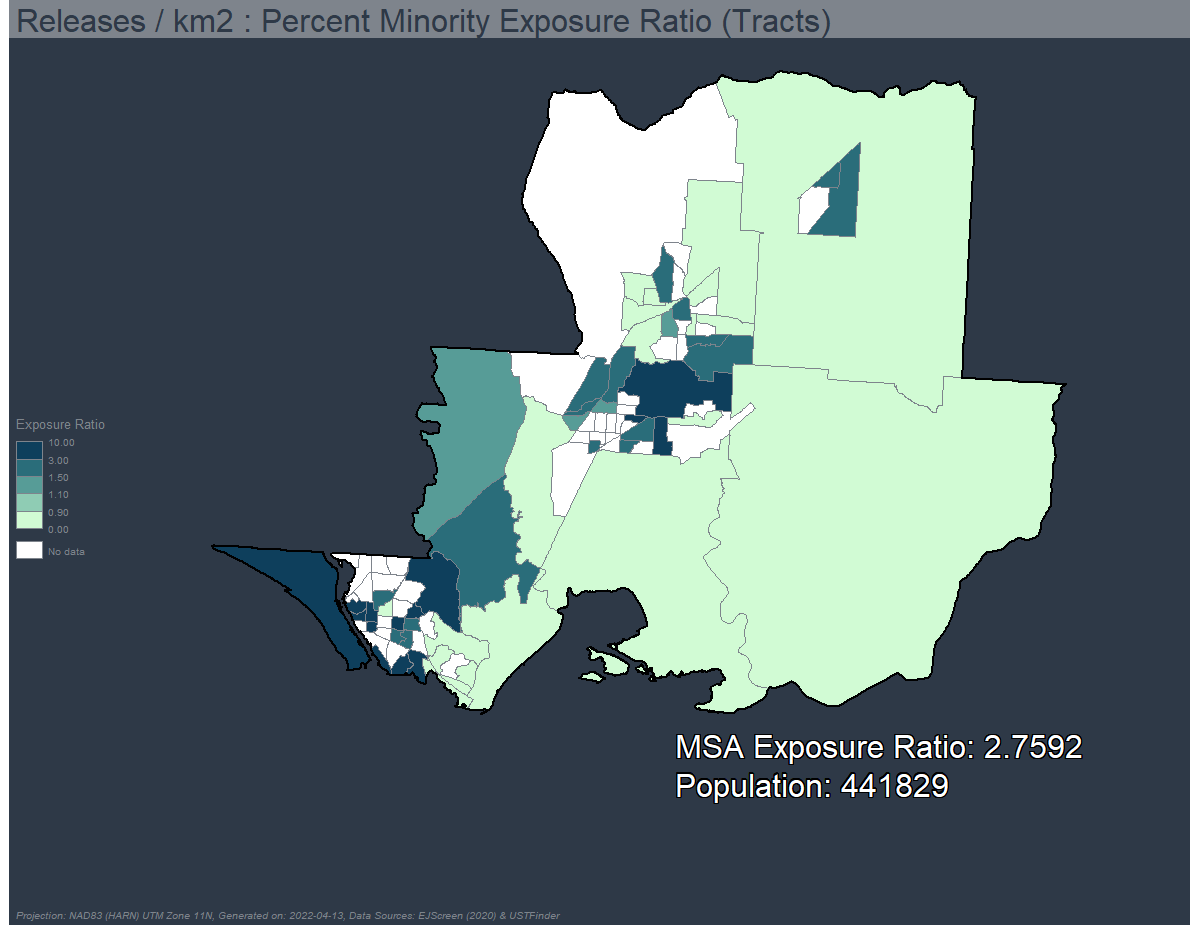 Releases / km2 : Percent Minority Exposure Ratio (Tracts)
Exposure Ratio
10.00
3.00
1.50
1.10
0.90
0.00
No data
MSA Exposure Ratio: 2.7592
Population: 441829
Projection: NAD83 (HARN) UTM Zone 11N, Generated on: 2022-04-13, Data Sources: EJScreen (2020) & USTFinder